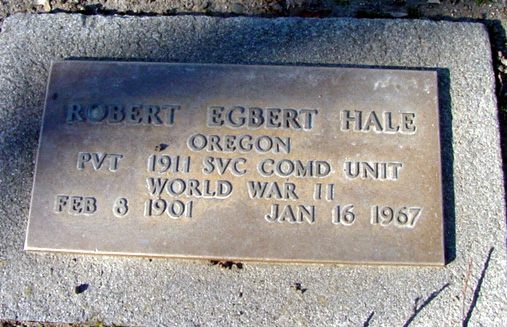 ROBERT EGBERT HALE
OREGON
PVT 1911 SVC COMD UNIT
WORLD WAR II
FEB 8 1901 JAN 16 1967